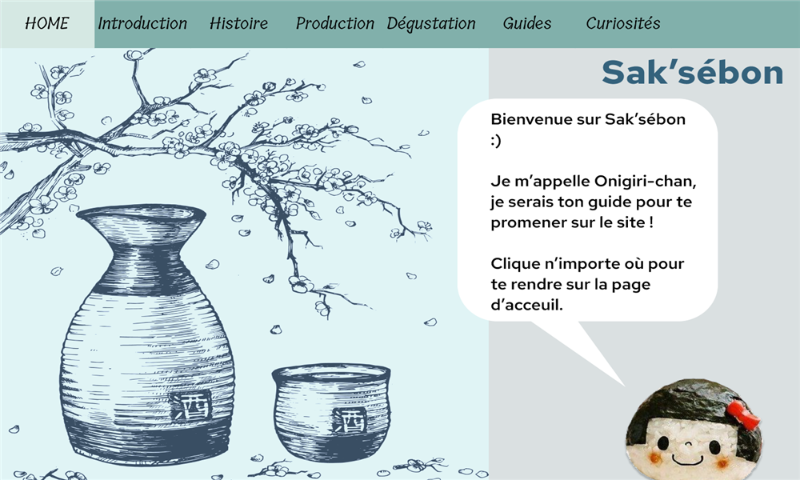 HOME Introduction Histoire Production Dégustation Guides Curiosités
Sak'sébon
Bienvenue sur Sak'sébon
:)
Je m'appelle Onigiri-chan,
je serais ton guide pour te
promener sur le site !
Clique n'importe où pour
te rendre sur la page
d'acceuil.
酒
酒